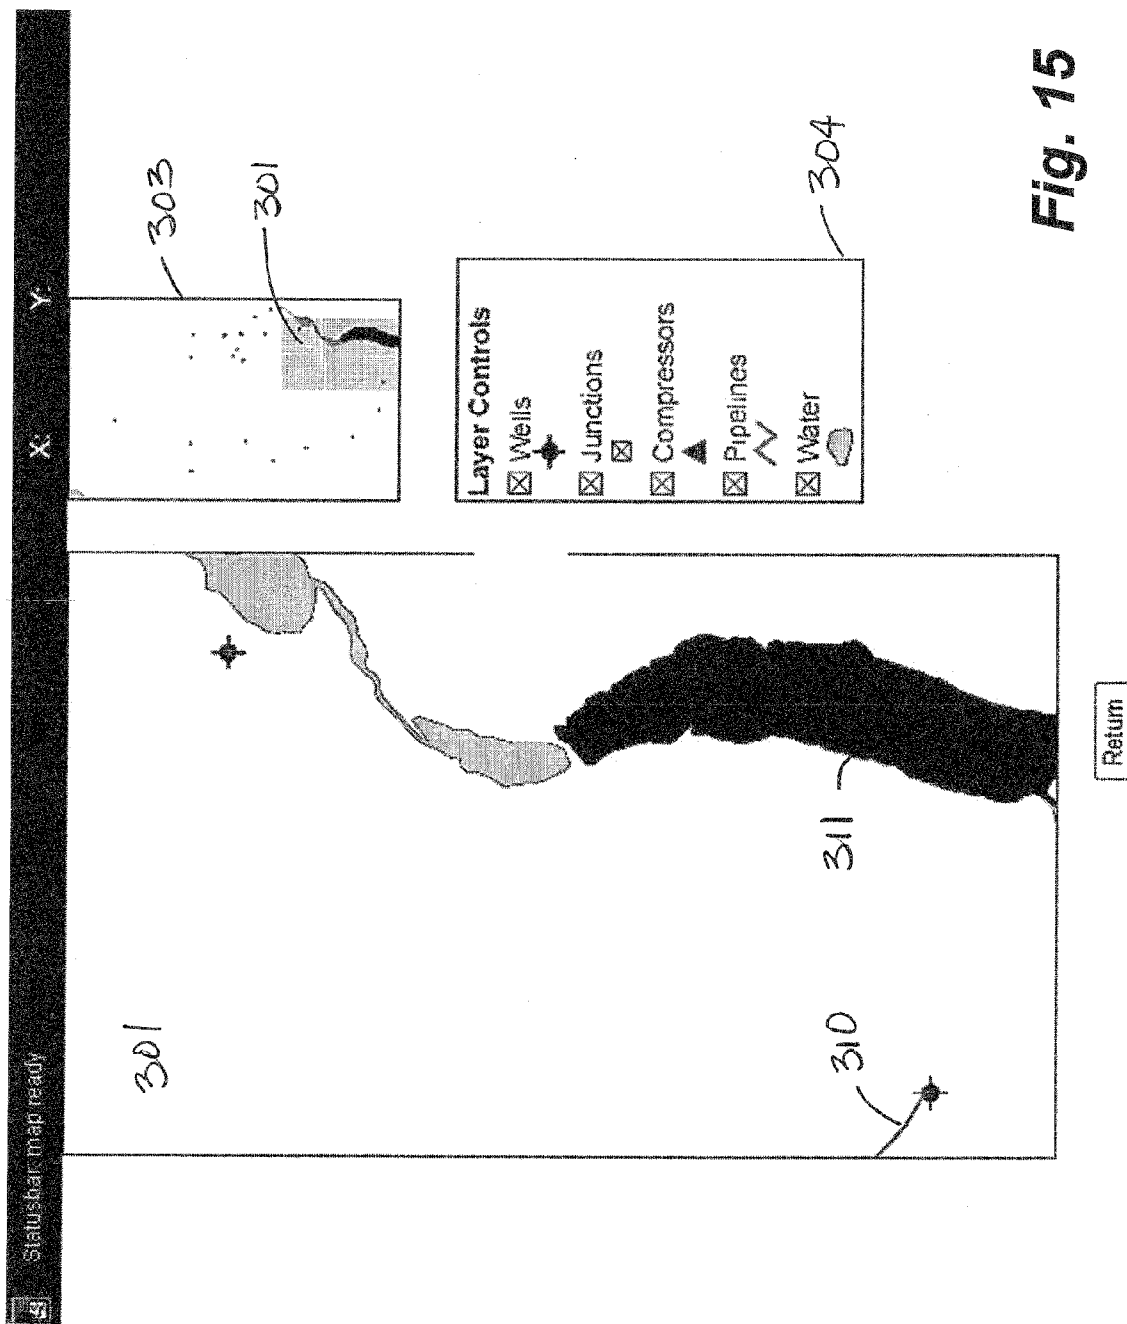 Statusbar map ready X: Y:
301
303
301
Layer Controls
Wells
Junctions
Compressors
Pipelines
Water
304
310
311
Return
Fig. 15